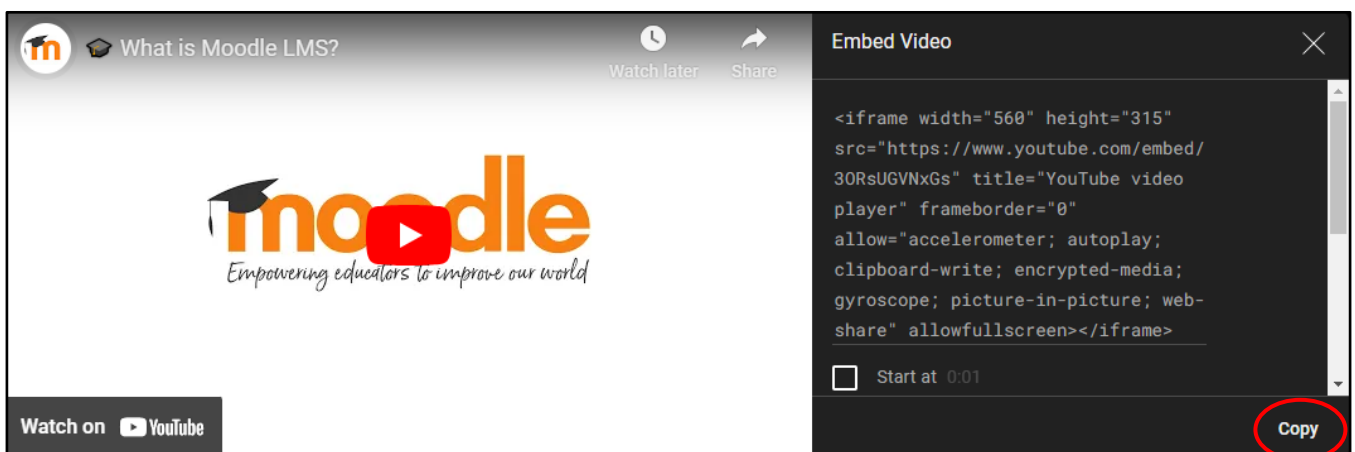 🎓 What is Moodle LMS?
Watch later
Share
moodle
Empowering educators to improve our world
Watch on YouTube
Embed Video
<iframe width="560" height="315"
src="https://www.youtube.com/embed/
3ORsUGVNxGs" title="YouTube video
player" frameborder="0"
allow="accelerometer; autoplay;
clipboard-write; encrypted-media;
gyroscope; picture-in-picture; web-
share" allowfullscreen></iframe>
Start at 0:01
Copy